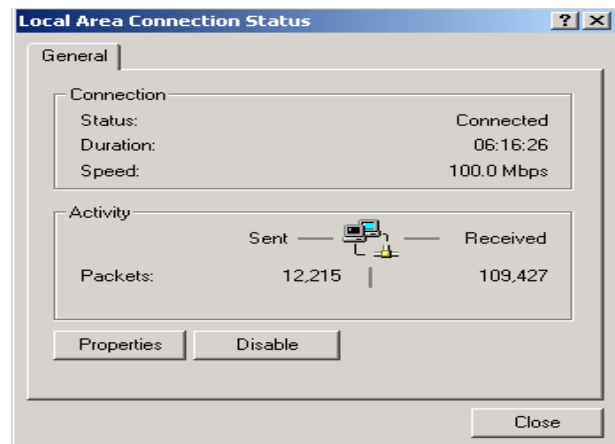 Local Area Connection Status ? ×
General
Connection
Status: Connected
Duration: 06:16:26
Speed: 100.0 Mbps
Activity
Sent Received
Packets: 12,215 109,427
Properties Disable
Close